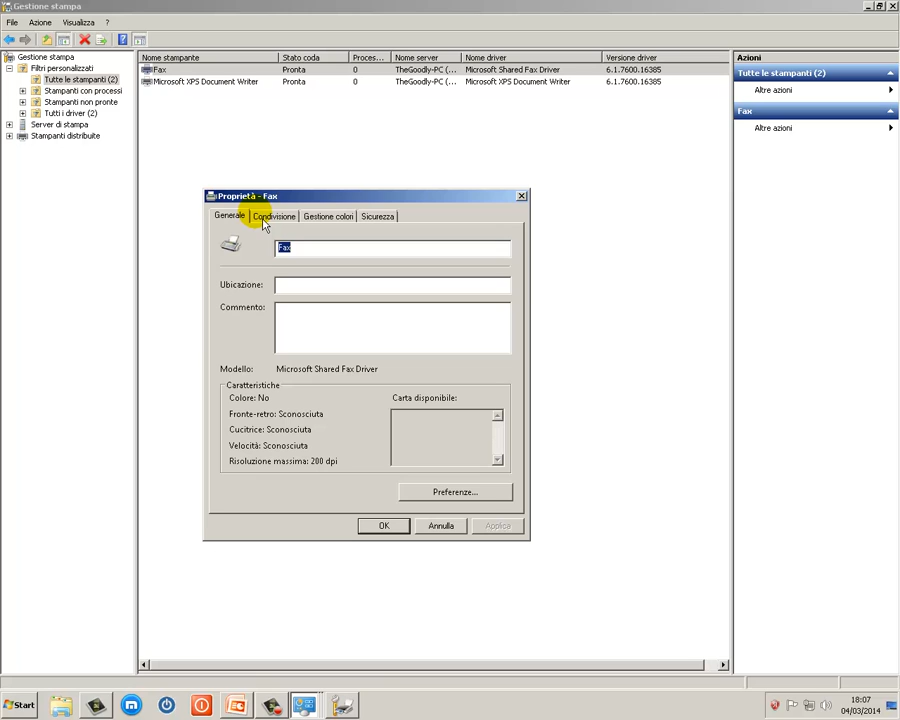 Gestione stampa
File Azione Visualizza ?
Gestione stampa
Filtri personalizzati
Tutte le stampanti (2)
Stampanti con processi
Stampanti non pronte
Tutti i driver (2)
Server di stampa
Stampanti distribuite
Nome stampante Stato coda Proces... Nome server Nome driver Versione driver
Fax Pronta 0 TheGoodly-PC (... Microsoft Shared Fax Driver 6.1.7600.16385
Microsoft XPS Document Writer Pronta 0 TheGoodly-PC (... Microsoft XPS Document Writer 6.1.7600.16385
Azioni
Tutte le stampanti (2)
Altre azioni
Fax
Altre azioni
Proprietà - Fax
Generale Condivisione Gestione colori Sicurezza
Fax
Ubicazione:
Commento:
Modello: Microsoft Shared Fax Driver
Caratteristiche
Colore: No Carta disponibile:
Fronte-retro: Sconosciuta
Cucitrice: Sconosciuta
Velocità: Sconosciuta
Risoluzione massima: 200 dpi
Preferenze...
OK Annulla Applica
Start
18:07
04/03/2014